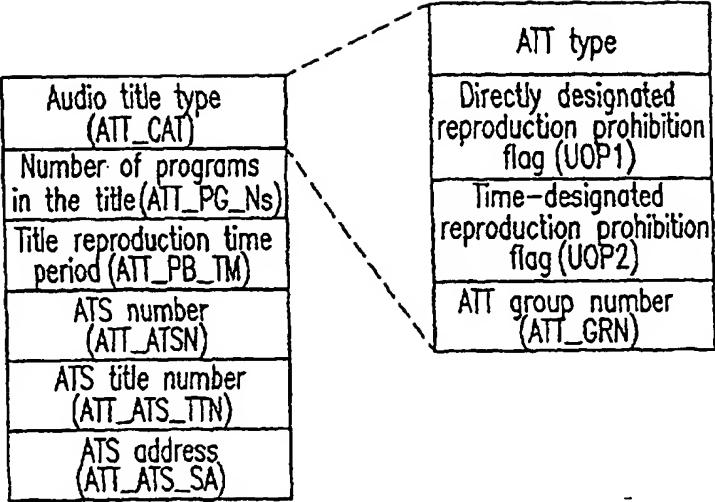 Audio title type
(ATT_CAT)
Number of programs
in the title(ATT_PG_Ns)
Title reproduction time
period(ATT_PB_TM)
ATS number
(ATT_ATSN)
ATS title number
(ATT_ATS_TTN)
ATS address
(ATT_ATS_SA)
ATT type
Directly designated
reproduction prohibition
flag(UOP1)
Time-designated
reproduction prohibition
flag(UOP2)
ATT group number
(ATT_GRN)